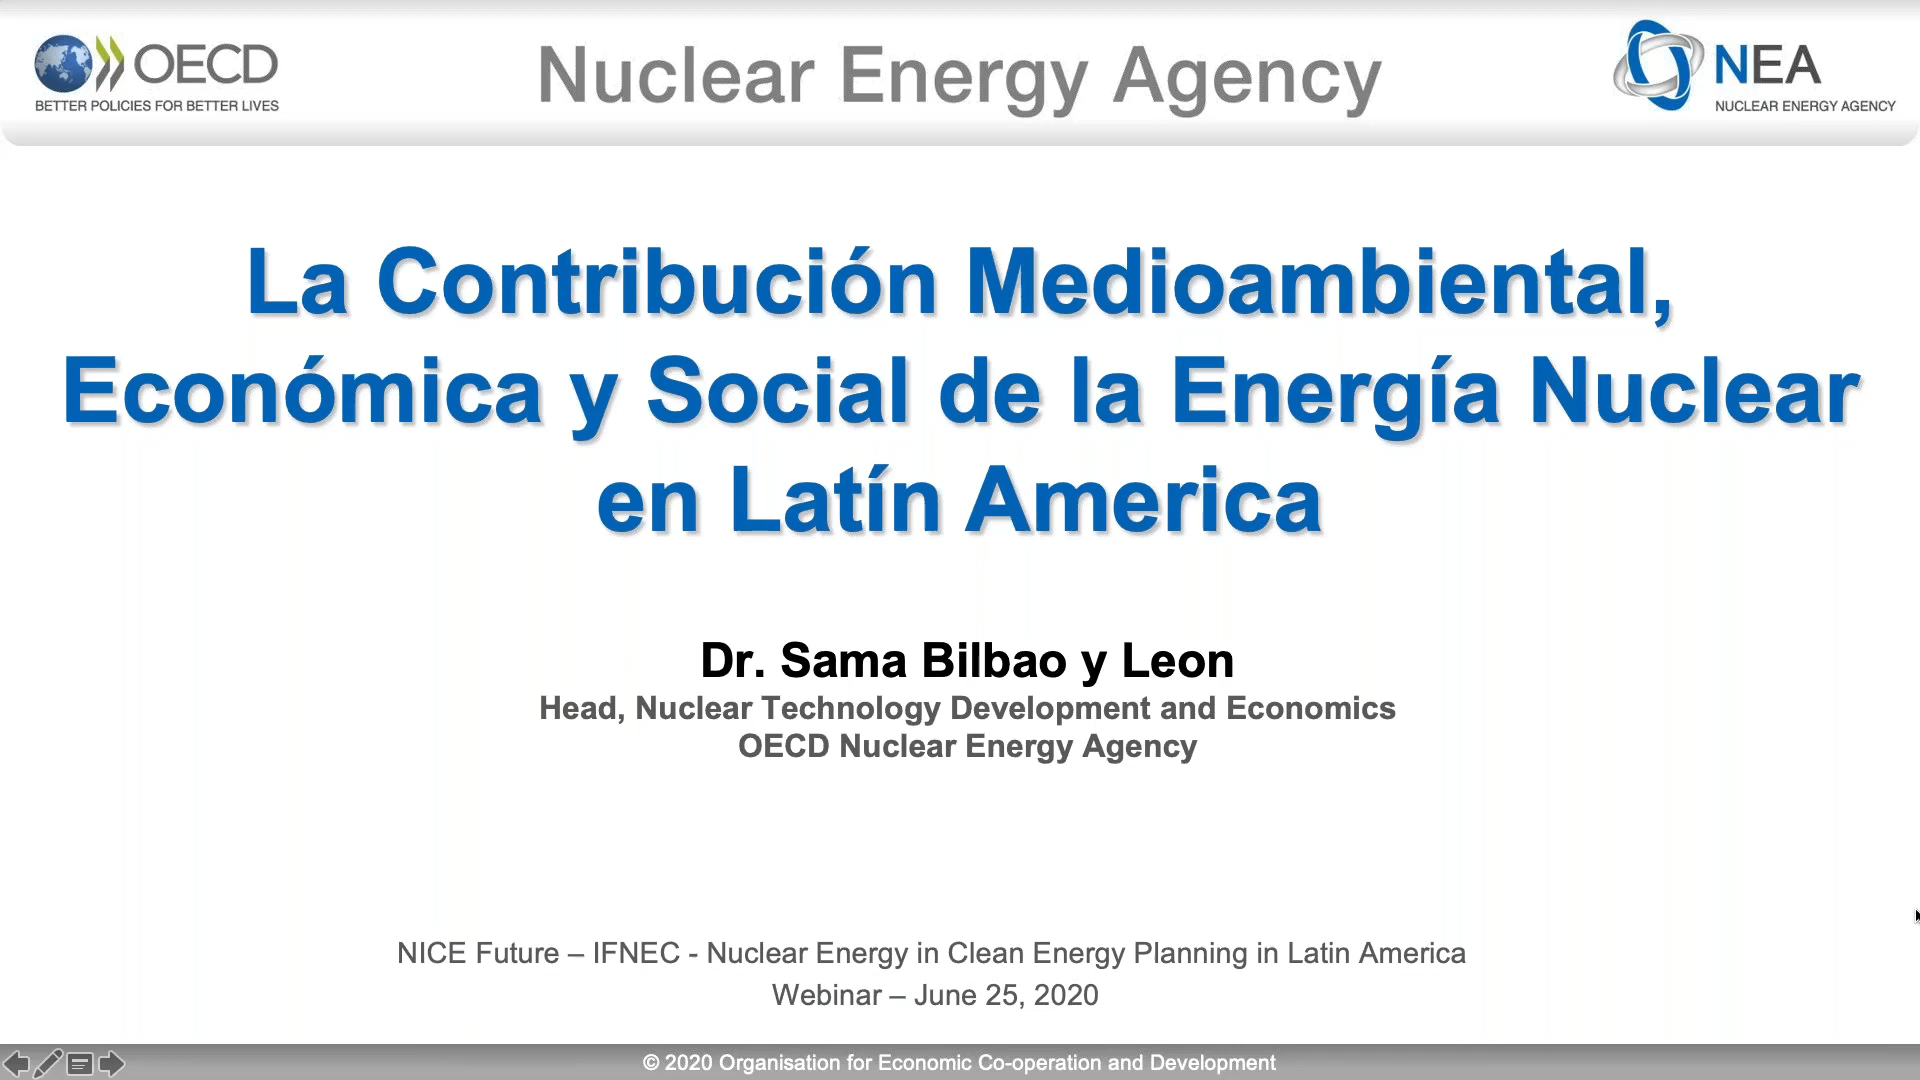 OECD
BETTER POLICIES FOR BETTER LIVES
Nuclear Energy Agency
NEA
NUCLEAR ENERGY AGENCY
La Contribución Medioambiental,
Económica y Social de la Energía Nuclear
en Latín America
Dr. Sama Bilbao y Leon
Head, Nuclear Technology Development and Economics
OECD Nuclear Energy Agency
NICE Future – IFNEC - Nuclear Energy in Clean Energy Planning in Latin America
Webinar – June 25, 2020
© 2020 Organisation for Economic Co-operation and Development